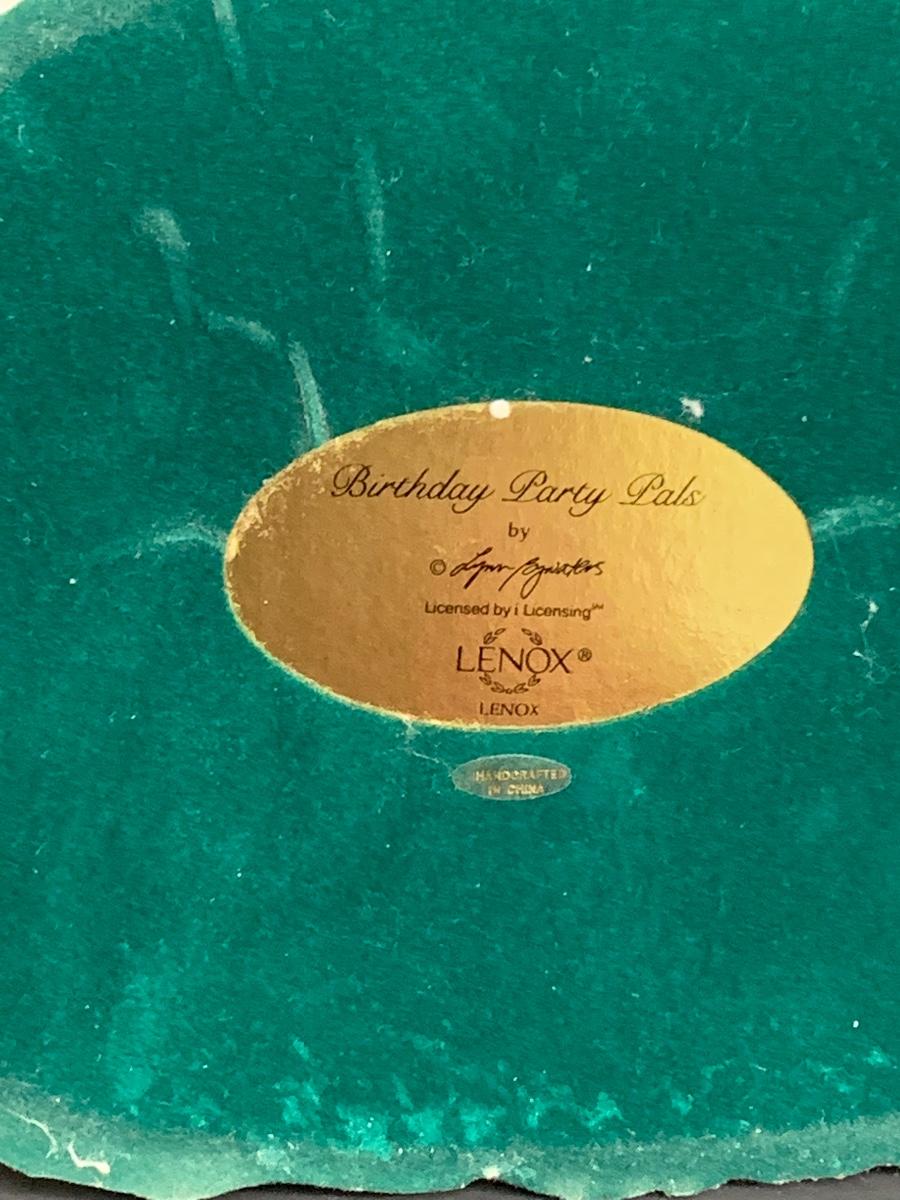 Birthday Party Pals
by
© Lynn Bywaters
Licensed by i Licensing℠
LENOX®
LENOX
HANDCRAFTED
IN CHINA